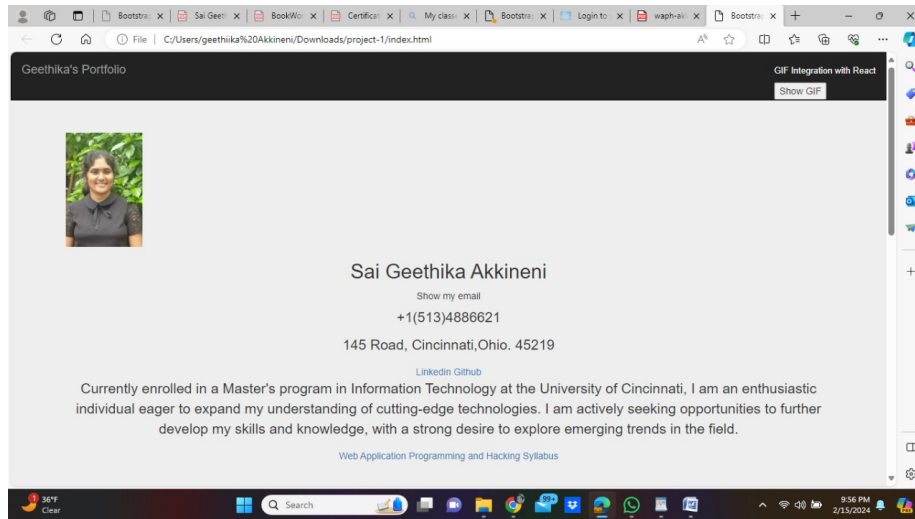 Bootstra
Sai Geeth
BookWo
Certificat
My class
Bootstra
Login to
waph-ak
Bootstra
File
C:/Users/geethiika%20Akkineni/Downloads/project-1/index.html
Geethika's Portfolio
GIF Integration with React
Show GIF
Sai Geethika Akkineni
Show my email
+1(513)4886621
145 Road, Cincinnati,Ohio. 45219
Linkedin Github
Currently enrolled in a Master's program in Information Technology at the University of Cincinnati, I am an enthusiastic
individual eager to expand my understanding of cutting-edge technologies. I am actively seeking opportunities to further
develop my skills and knowledge, with a strong desire to explore emerging trends in the field.
Web Application Programming and Hacking Syllabus
1
36°F
Clear
Search
99+
9:56 PM
2/15/2024